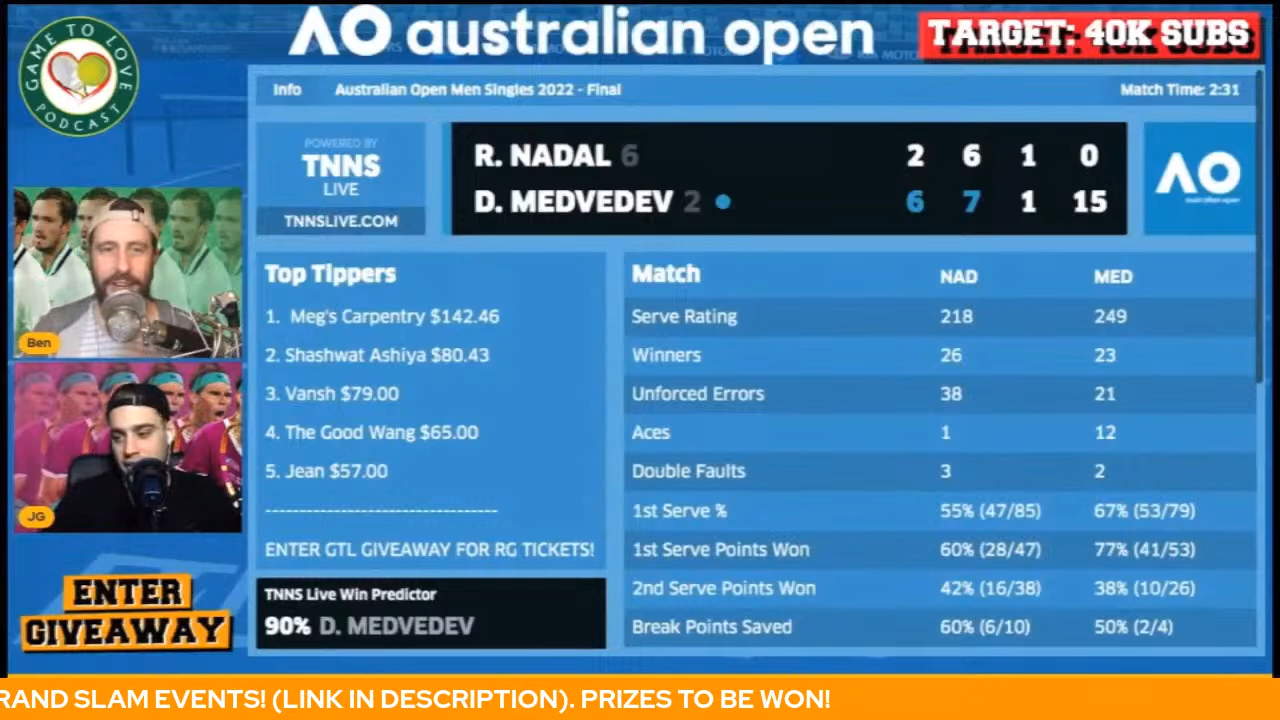 GAME TO LOVE
PODCAST
AO australian open
TARGET: 40K SUBS
Info Australian Open Men Singles 2022 - Final Match Time: 2:31
POWERED BY
TNNS
LIVE
TNNSLIVE.COM
R. NADAL 6 2 6 1 0
D. MEDVEDEV 2 6 7 1 15
AO
Top Tippers
1. Meg's Carpentry $142.46
2. Shashwat Ashiya $80.43
3. Vansh $79.00
4. The Good Wang $65.00
5. Jean $57.00
----------------------------------
ENTER GTL GIVEAWAY FOR RG TICKETS!
TNNS Live Win Predictor
90% D. MEDVEDEV
Match NAD MED
Serve Rating 218 249
Winners 26 23
Unforced Errors 38 21
Aces 1 12
Double Faults 3 2
1st Serve % 55% (47/85) 67% (53/79)
1st Serve Points Won 60% (28/47) 77% (41/53)
2nd Serve Points Won 42% (16/38) 38% (10/26)
Break Points Saved 60% (6/10) 50% (2/4)
Ben
JG
ENTER
GIVEAWAY
RAND SLAM EVENTS! (LINK IN DESCRIPTION). PRIZES TO BE WON!